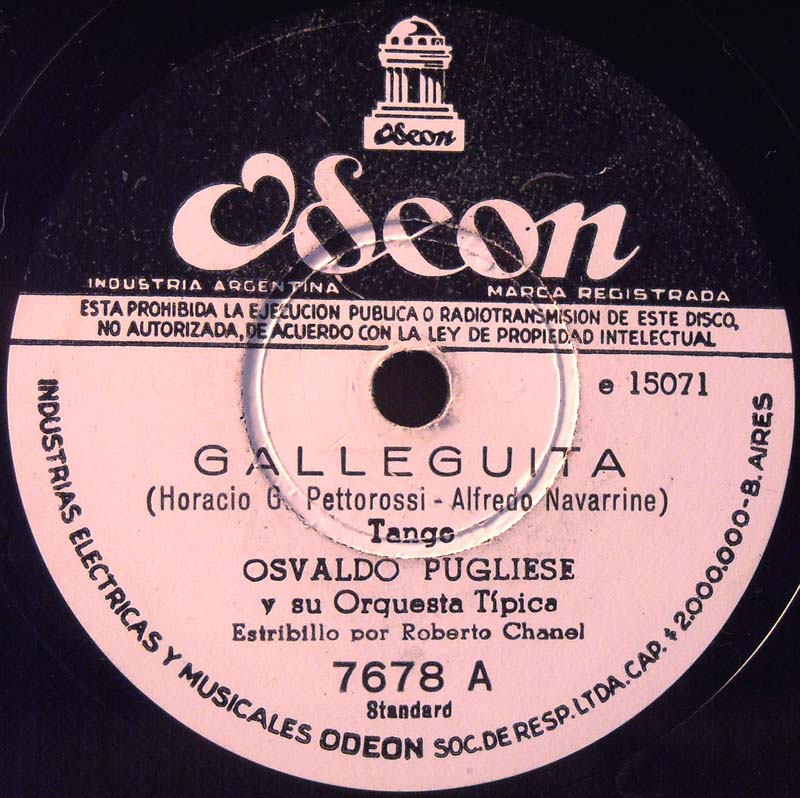 Odeon
Odeon
INDUSTRIA ARGENTINA MARCA REGISTRADA
ESTA PROHIBIDA LA EJECUCION PUBLICA O RADIOTRANSMISION DE ESTE DISCO,
NO AUTORIZADA, DE ACUERDO CON LA LEY DE PROPIEDAD INTELECTUAL
e 15071
GALLEGUITA
(Horacio G. Pettorossi - Alfredo Navarrine)
Tango
OSVALDO PUGLIESE
y su Orquesta Típica
Estribillo por Roberto Chanel
7678 A
Standard
INDUSTRIAS ELECTRICAS Y MUSICALES ODEON SOC. DE RESP. LTDA. CAP. $ 2.000.000-B. AIRES